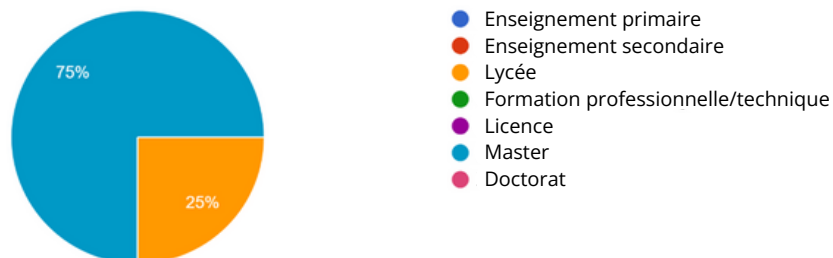 75%
25%
Enseignement primaire
Enseignement secondaire
Lycée
Formation professionnelle/technique
Licence
Master
Doctorat